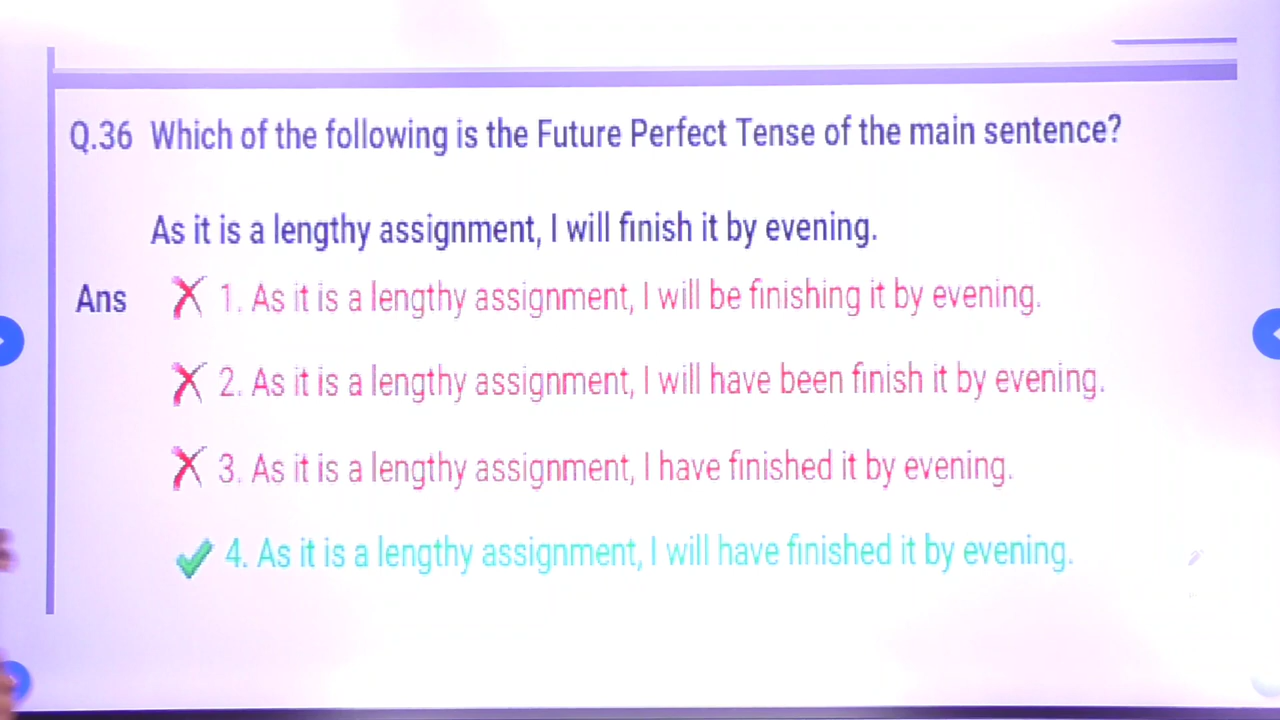 Q.36 Which of the following is the Future Perfect Tense of the main sentence?
As it is a lengthy assignment, I will finish it by evening.
Ans 1. As it is a lengthy assignment, I will be finishing it by evening.
2. As it is a lengthy assignment, I will have been finish it by evening.
3. As it is a lengthy assignment, I have finished it by evening.
4. As it is a lengthy assignment, I will have finished it by evening.